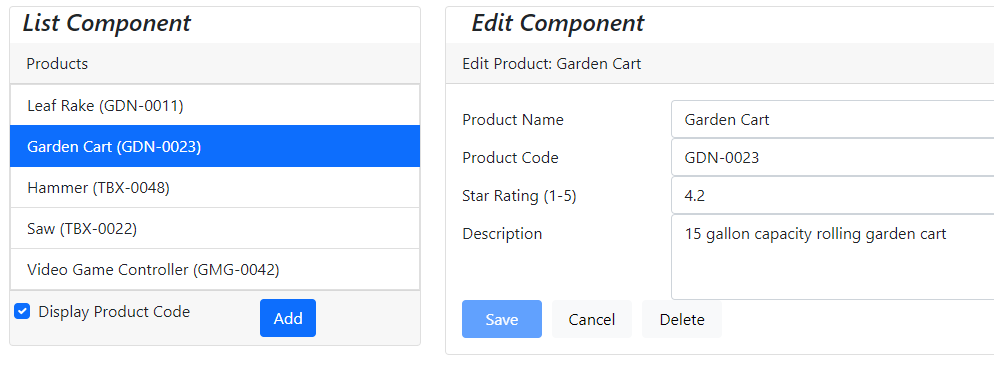 List Component
Products
Leaf Rake (GDN-0011)
Garden Cart (GDN-0023)
Hammer (TBX-0048)
Saw (TBX-0022)
Video Game Controller (GMG-0042)
Display Product Code
Add
Edit Component
Edit Product: Garden Cart
Product Name Garden Cart
Product Code GDN-0023
Star Rating (1-5) 4.2
Description 15 gallon capacity rolling garden cart
Save Cancel Delete